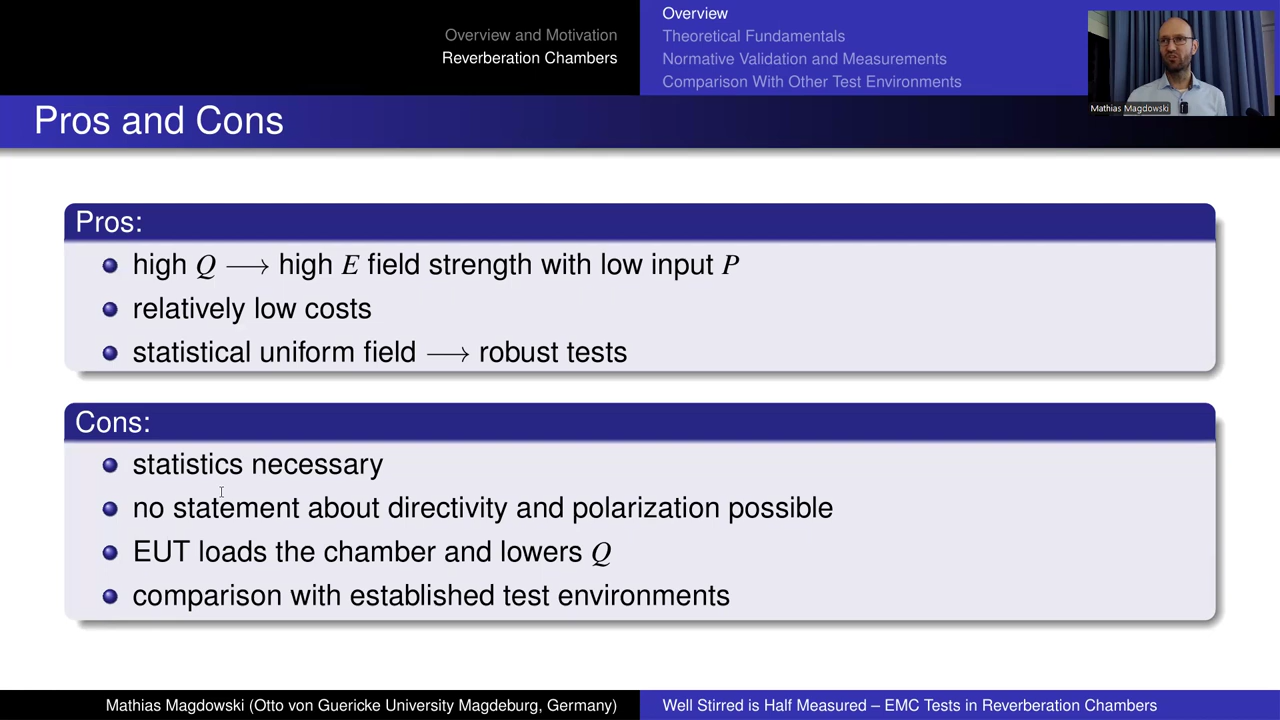 Overview and Motivation
Reverberation Chambers
Overview
Theoretical Fundamentals
Normative Validation and Measurements
Comparison With Other Test Environments
Mathias Magdowski
Pros and Cons
Pros:
high Q ⟶ high E field strength with low input P
relatively low costs
statistical uniform field ⟶ robust tests
Cons:
statistics necessary
no statement about directivity and polarization possible
EUT loads the chamber and lowers Q
comparison with established test environments
Mathias Magdowski (Otto von Guericke University Magdeburg, Germany)
Well Stirred is Half Measured – EMC Tests in Reverberation Chambers